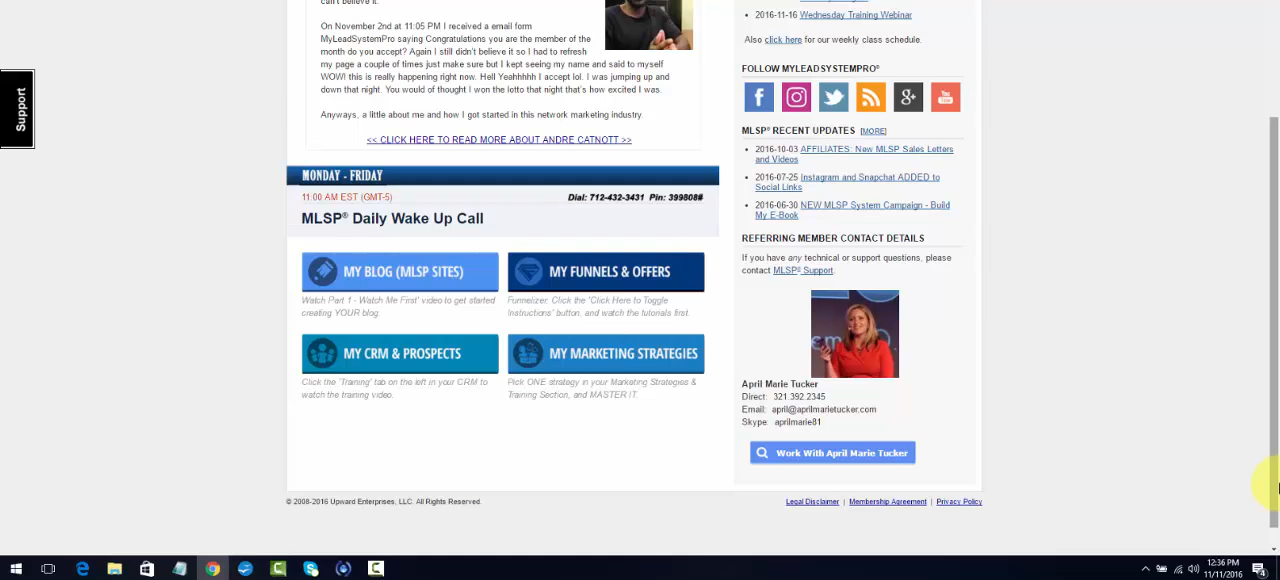 can't believe it.
On November 2nd at 11:05 PM I received a email form
MyLeadSystemPro saying Congratulations you are the member of the
month do you accept? Again I still didn't believe it so I had to refresh
my page a couple of times just make sure but I kept seeing my name and said to myself
WOW! this is really happening right now. Hell Yeahhhhh I accept lol. I was jumping up and
down that night. You would of thought I won the lotto that night that's how excited I was.
Anyways, a little about me and how I got started in this network marketing industry.
<< CLICK HERE TO READ MORE ABOUT ANDRE CATNOTT >>
MONDAY - FRIDAY
11:00 AM EST (GMT-5)
Dial: 712-432-3431 Pin: 399808#
MLSP® Daily Wake Up Call
MY BLOG (MLSP SITES)
Watch Part 1 - Watch Me First' video to get started
creating YOUR blog.
MY FUNNELS & OFFERS
Funnelizer: Click the 'Click Here to Toggle
Instructions' button, and watch the tutorials first.
MY CRM & PROSPECTS
Click the 'Training' tab on the left in your CRM to
watch the training video.
MY MARKETING STRATEGIES
Pick ONE strategy in your Marketing Strategies &
Training Section, and MASTER IT.
2016-11-16 Wednesday Training Webinar
Also click here for our weekly class schedule.
FOLLOW MYLEADSYSTEMPRO®
f
g+
You Tube
MLSP® RECENT UPDATES [MORE]
2016-10-03 AFFILIATES: New MLSP Sales Letters
and Videos
2016-07-25 Instagram and Snapchat ADDED to
Social Links
2016-06-30 NEW MLSP System Campaign - Build
My E-Book
REFERRING MEMBER CONTACT DETAILS
If you have any technical or support questions, please
contact MLSP® Support.
April Marie Tucker
Direct: 321.392.2345
Email: april@aprilmarietucker.com
Skype: aprilmarie81
Work With April Marie Tucker
© 2008-2016 Upward Enterprises, LLC. All Rights Reserved.
Legal Disclaimer | Membership Agreement | Privacy Policy
Support
12:36 PM
11/11/2016
4